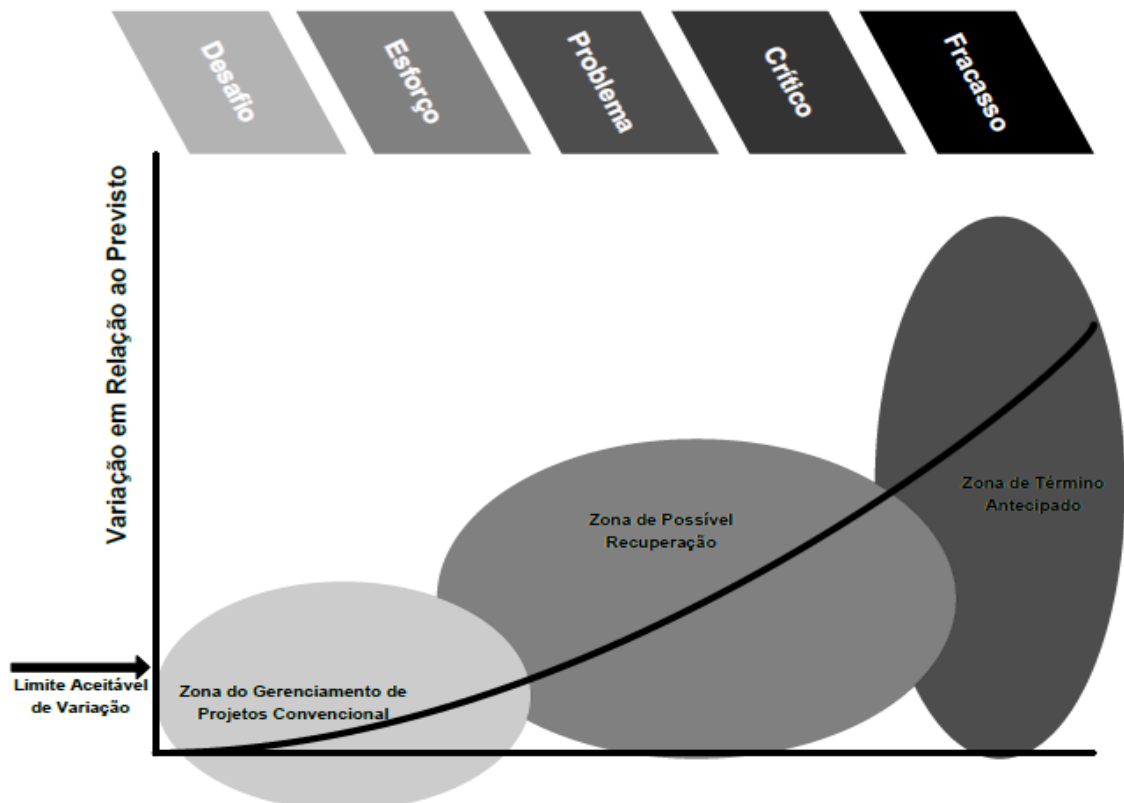 Desafio
Esforço
Problema
Crítico
Fracasso
Variação em Relação ao Previsto
Zona de Término
Antecipado
Zona de Possível
Recuperação
Limite Aceitável
de Variação
Zona do Gerenciamento de
Projetos Convencional